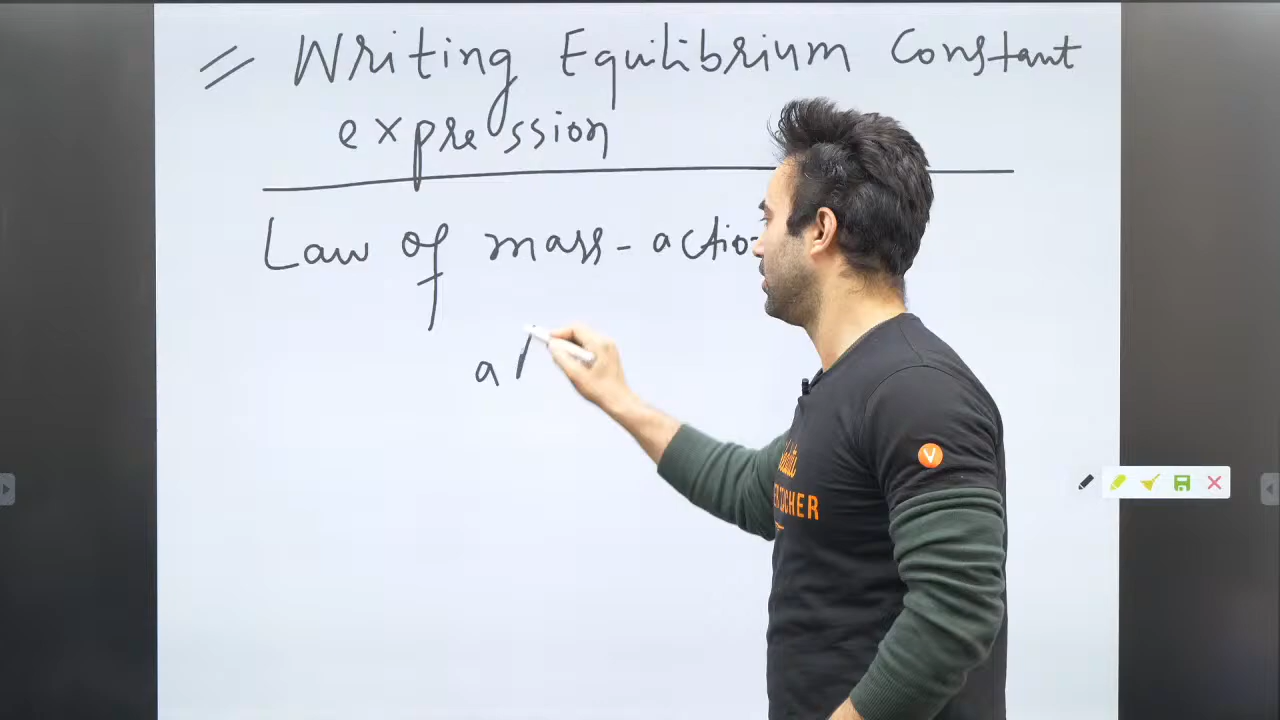 = Writing Equilibrium Constant
expression
Law of mass-actio
a
V